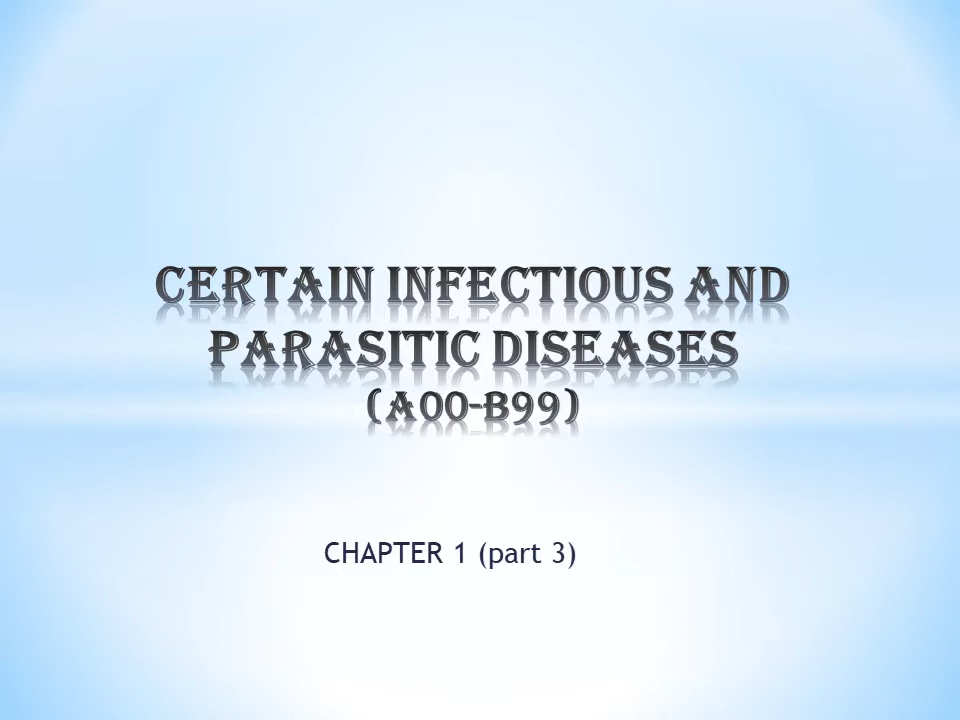 CERTAIN INFECTIOUS AND
PARASITIC DISEASES
(A00-B99)
CHAPTER 1 (part 3)